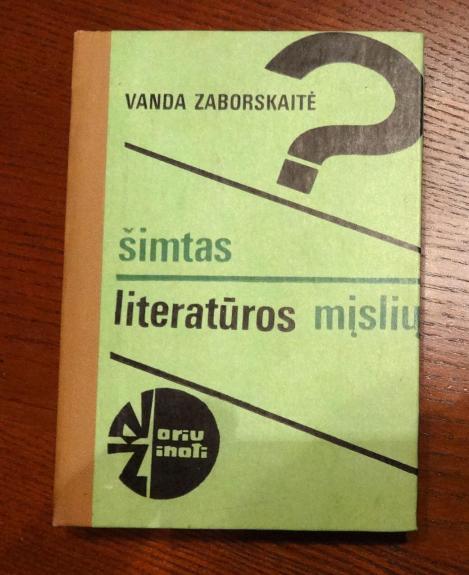 ?
VANDA ZABORSKAITĖ
šimtas
literatūros mįslių
Noriu
Žinoti